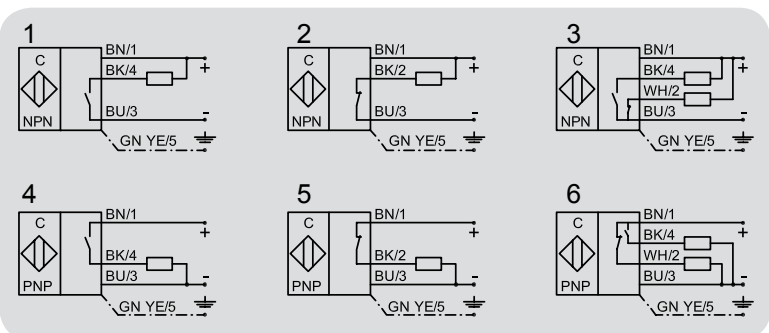 1
BN/1
C
+
BK/4
BU/3
-
NPN
GN YE/5
2
BN/1
C
+
BK/2
BU/3
-
NPN
GN YE/5
3
BN/1
C
+
BK/4
WH/2
BU/3
-
NPN
GN YE/5
4
BN/1
C
+
BK/4
BU/3
-
PNP
GN YE/5
5
BN/1
C
+
BK/2
BU/3
-
PNP
GN YE/5
6
BN/1
C
+
BK/4
WH/2
BU/3
-
PNP
GN YE/5